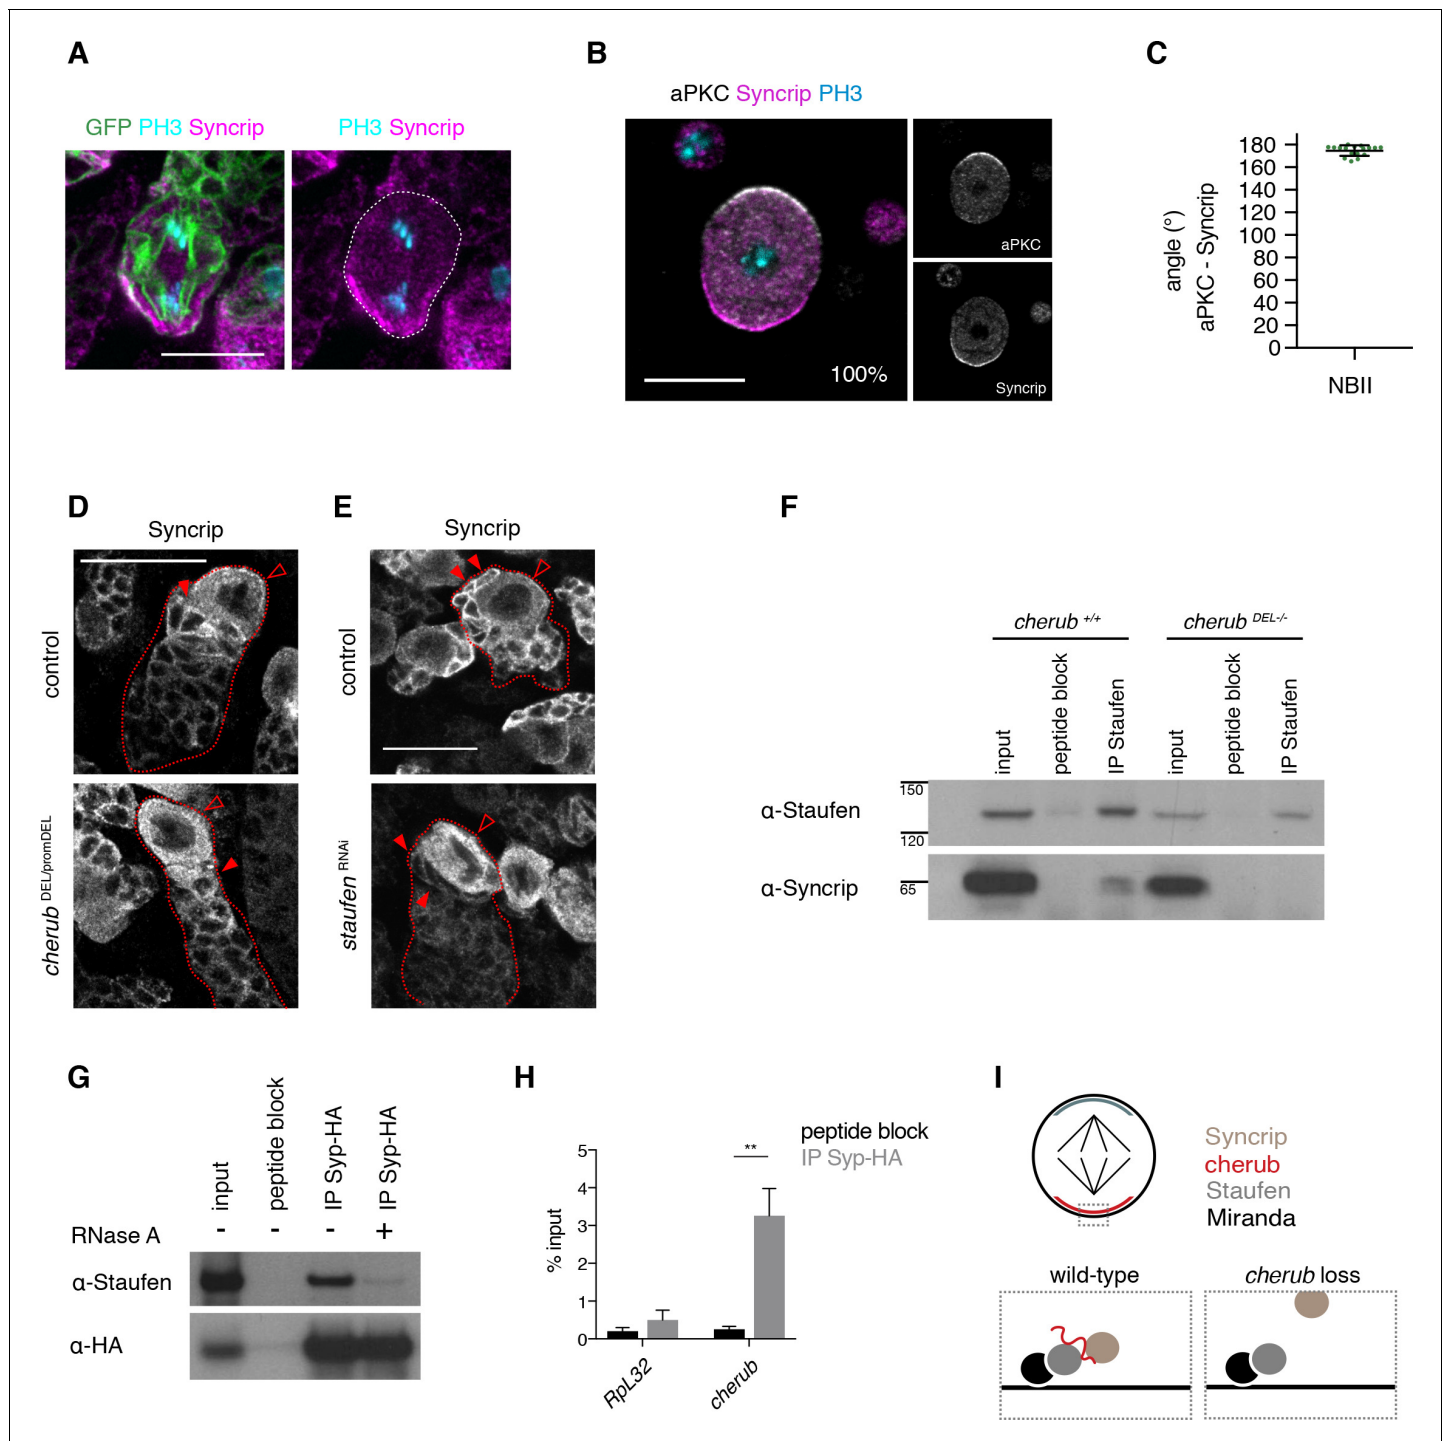 A
GFP PH3 Syncrip
PH3 Syncrip
B
aPKC Syncrip PH3
100%
aPKC
Syncrip
C
angle (°)
aPKC - Syncrip
180
160
140
120
100
80
60
40
20
0
NBII
D
Syncrip
control
cherub DEL/promDEL
E
Syncrip
control
staufen RNAi
F
cherub +/+
cherub DEL-/-
input
peptide block
IP Staufen
input
peptide block
IP Staufen
α-Staufen
150
120
α-Syncrip
65
G
input
peptide block
IP Syp-HA
IP Syp-HA
RNase A - - - +
α-Staufen
α-HA
H
peptide block
IP Syp-HA
% input
5
4
3
2
1
0
**
RpL32
cherub
I
Syncrip
cherub
Staufen
Miranda
wild-type
cherub loss